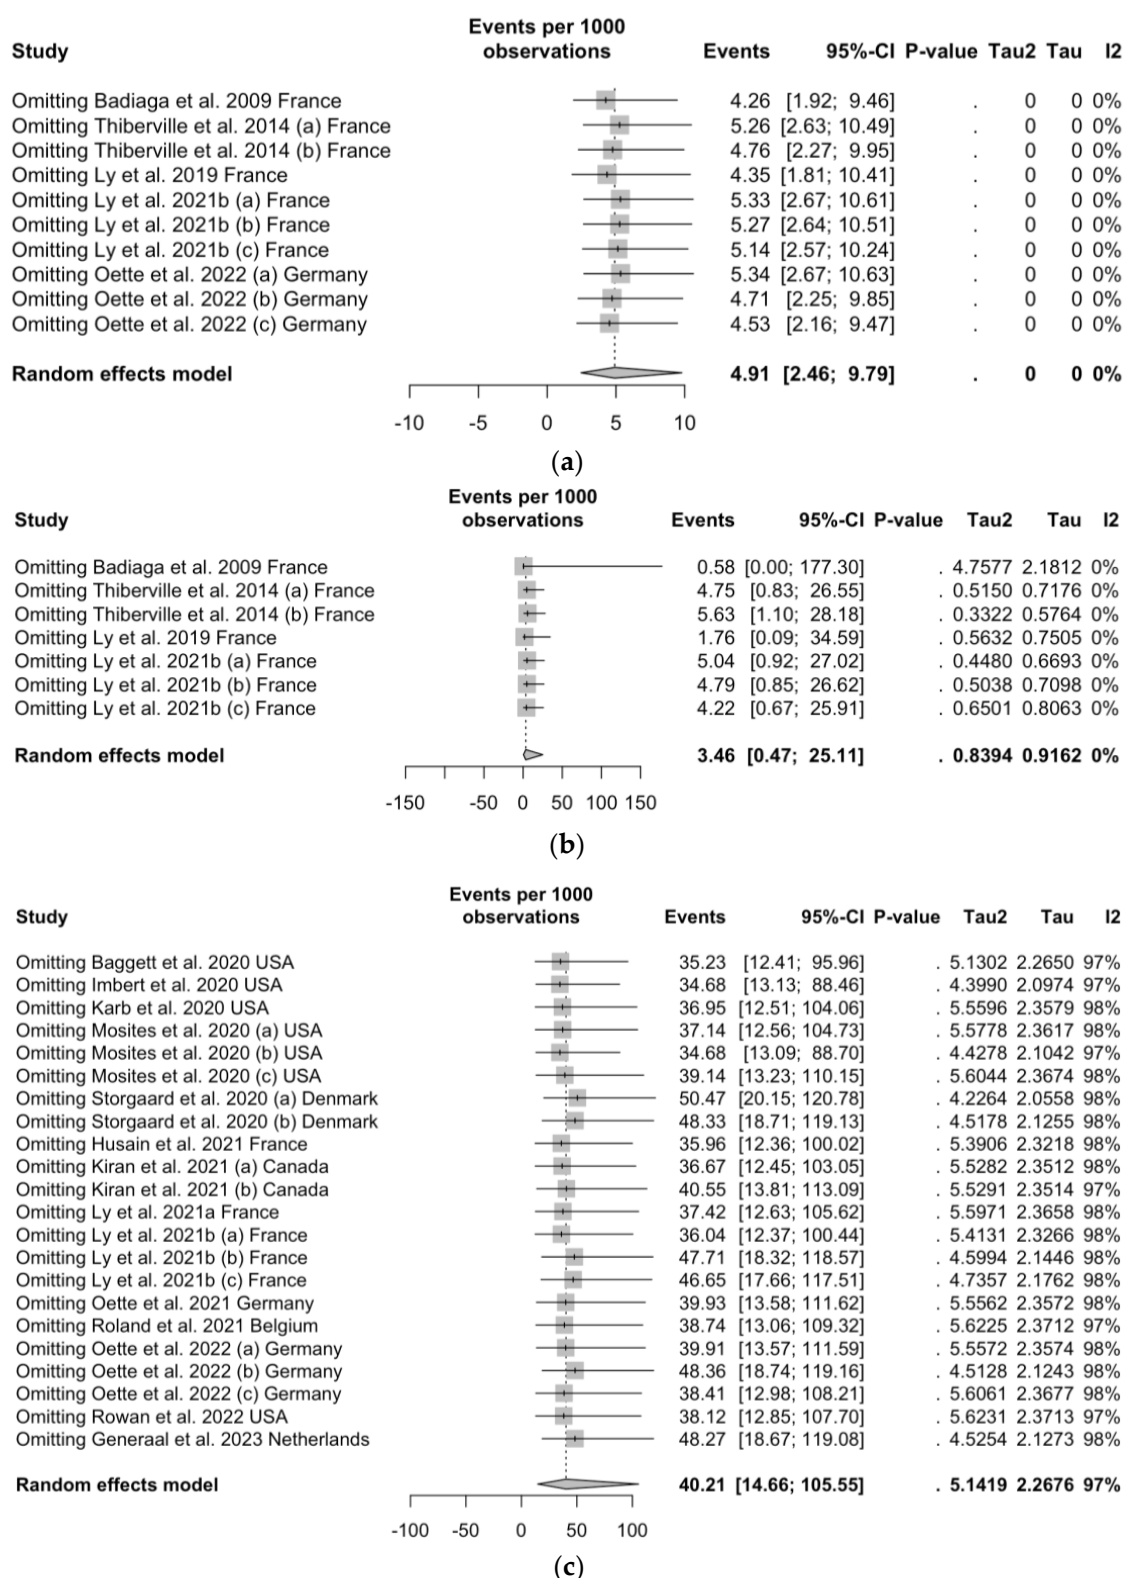 Events per 1000
Study observations Events 95%-CI P-value Tau2 Tau I2
Omitting Badiaga et al. 2009 France 4.26 [1.92; 9.46] . 0 0 0%
Omitting Thiberville et al. 2014 (a) France 5.26 [2.63; 10.49] . 0 0 0%
Omitting Thiberville et al. 2014 (b) France 4.76 [2.27; 9.95] . 0 0 0%
Omitting Ly et al. 2019 France 4.35 [1.81; 10.41] . 0 0 0%
Omitting Ly et al. 2021b (a) France 5.33 [2.67; 10.61] . 0 0 0%
Omitting Ly et al. 2021b (b) France 5.27 [2.64; 10.51] . 0 0 0%
Omitting Ly et al. 2021b (c) France 5.14 [2.57; 10.24] . 0 0 0%
Omitting Oette et al. 2022 (a) Germany 5.34 [2.67; 10.63] . 0 0 0%
Omitting Oette et al. 2022 (b) Germany 4.71 [2.25; 9.85] . 0 0 0%
Omitting Oette et al. 2022 (c) Germany 4.53 [2.16; 9.47] . 0 0 0%
Random effects model 4.91 [2.46; 9.79] . 0 0 0%
-10 -5 0 5 10
(a)
Events per 1000
Study observations Events 95%-CI P-value Tau2 Tau I2
Omitting Badiaga et al. 2009 France 0.58 [0.00; 177.30] . 4.7577 2.1812 0%
Omitting Thiberville et al. 2014 (a) France 4.75 [0.83; 26.55] . 0.5150 0.7176 0%
Omitting Thiberville et al. 2014 (b) France 5.63 [1.10; 28.18] . 0.3322 0.5764 0%
Omitting Ly et al. 2019 France 1.76 [0.09; 34.59] . 0.5632 0.7505 0%
Omitting Ly et al. 2021b (a) France 5.04 [0.92; 27.02] . 0.4480 0.6693 0%
Omitting Ly et al. 2021b (b) France 4.79 [0.85; 26.62] . 0.5038 0.7098 0%
Omitting Ly et al. 2021b (c) France 4.22 [0.67; 25.91] . 0.6501 0.8063 0%
Random effects model 3.46 [0.47; 25.11] . 0.8394 0.9162 0%
-150 -50 0 50 100 150
(b)
Events per 1000
Study observations Events 95%-CI P-value Tau2 Tau I2
Omitting Baggett et al. 2020 USA 35.23 [12.41; 95.96] . 5.1302 2.2650 97%
Omitting Imbert et al. 2020 USA 34.68 [13.13; 88.46] . 4.3990 2.0974 97%
Omitting Karb et al. 2020 USA 36.95 [12.51; 104.06] . 5.5596 2.3579 98%
Omitting Mosites et al. 2020 (a) USA 37.14 [12.56; 104.73] . 5.5778 2.3617 98%
Omitting Mosites et al. 2020 (b) USA 34.68 [13.09; 88.70] . 4.4278 2.1042 97%
Omitting Mosites et al. 2020 (c) USA 39.14 [13.23; 110.15] . 5.6044 2.3674 98%
Omitting Storgaard et al. 2020 (a) Denmark 50.47 [20.15; 120.78] . 4.2264 2.0558 98%
Omitting Storgaard et al. 2020 (b) Denmark 48.33 [18.71; 119.13] . 4.5178 2.1255 98%
Omitting Husain et al. 2021 France 35.96 [12.36; 100.02] . 5.3906 2.3218 98%
Omitting Kiran et al. 2021 (a) Canada 36.67 [12.45; 103.05] . 5.5282 2.3512 98%
Omitting Kiran et al. 2021 (b) Canada 40.55 [13.81; 113.09] . 5.5291 2.3514 97%
Omitting Ly et al. 2021a France 37.42 [12.63; 105.62] . 5.5971 2.3658 98%
Omitting Ly et al. 2021b (a) France 36.04 [12.37; 100.44] . 5.4131 2.3266 98%
Omitting Ly et al. 2021b (b) France 47.71 [18.32; 118.57] . 4.5994 2.1446 98%
Omitting Ly et al. 2021b (c) France 46.65 [17.66; 117.51] . 4.7357 2.1762 98%
Omitting Oette et al. 2021 Germany 39.93 [13.58; 111.62] . 5.5562 2.3572 98%
Omitting Roland et al. 2021 Belgium 38.74 [13.06; 109.32] . 5.6225 2.3712 97%
Omitting Oette et al. 2022 (a) Germany 39.91 [13.57; 111.59] . 5.5572 2.3574 98%
Omitting Oette et al. 2022 (b) Germany 48.36 [18.74; 119.16] . 4.5128 2.1243 98%
Omitting Oette et al. 2022 (c) Germany 38.41 [12.98; 108.21] . 5.6061 2.3677 98%
Omitting Rowan et al. 2022 USA 38.12 [12.85; 107.70] . 5.6231 2.3713 97%
Omitting Generaal et al. 2023 Netherlands 48.27 [18.67; 119.08] . 4.5254 2.1273 98%
Random effects model 40.21 [14.66; 105.55] . 5.1419 2.2676 97%
-100 -50 0 50 100
(c)